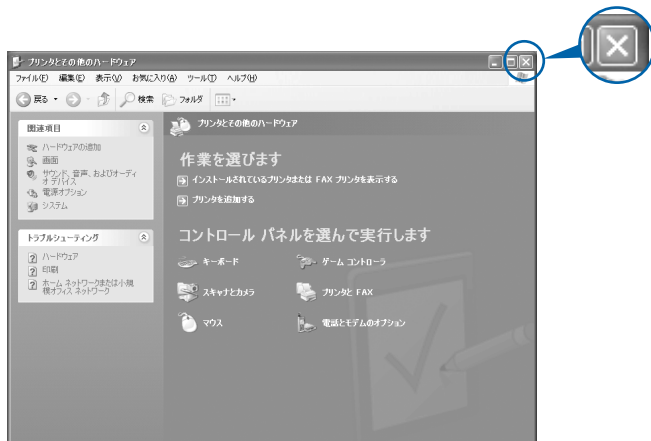 プリンタとその他のハードウェア
ファイル(F) 編集(E) 表示(V) お気に入り(A) ツール(T) ヘルプ(H)
戻る 検索 フォルダ
関連項目
ハードウェアの追加
画面
サウンド、音声、およびオーディ
オ デバイス
電源オプション
システム
トラブルシューティング
ハードウェア
印刷
ホーム ネットワークまたは小規
模オフィス ネットワーク
プリンタとその他のハードウェア
作業を選びます
インストールされているプリンタまたは FAX プリンタを表示する
プリンタを追加する
コントロール パネルを選んで実行します
キーボード
ゲーム コントローラ
スキャナとカメラ
プリンタと FAX
マウス
電話とモデムのオプション